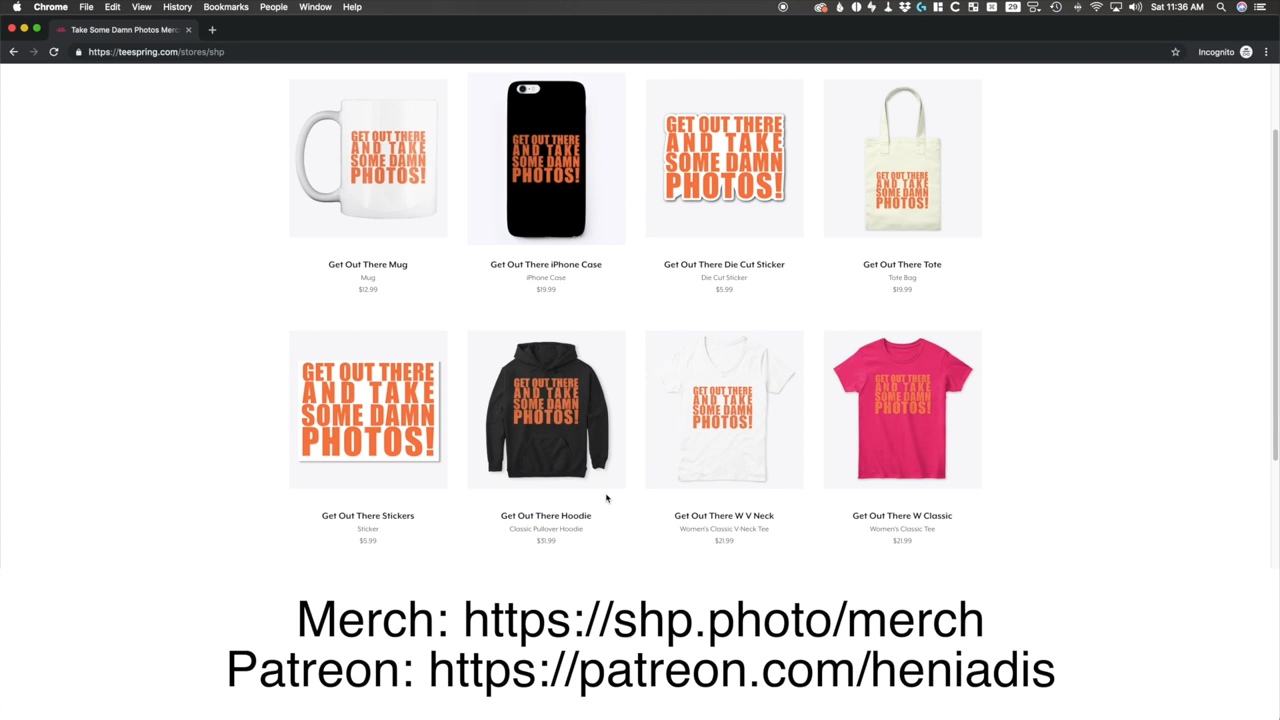 Chrome File Edit View History Bookmarks People Window Help
29
Sat 11:36 AM
Take Some Damn Photos Merc
https://teespring.com/stores/shp
Incognito
GET OUT THERE
AND TAKE
SOME DAMN
PHOTOS!
GET OUT THERE
AND TAKE
SOME DAMN
PHOTOS!
GET OUT THERE
AND TAKE
SOME DAMN
PHOTOS!
GET OUT THERE
AND TAKE
SOME DAMN
PHOTOS!
Get Out There Mug
Mug
$12.99
Get Out There iPhone Case
iPhone Case
$19.99
Get Out There Die Cut Sticker
Die Cut Sticker
$5.99
Get Out There Tote
Tote Bag
$19.99
GET OUT THERE
AND TAKE
SOME DAMN
PHOTOS!
GET OUT THERE
AND TAKE
SOME DAMN
PHOTOS!
GET OUT THERE
AND TAKE
SOME DAMN
PHOTOS!
GET OUT THERE
AND TAKE
SOME DAMN
PHOTOS!
Get Out There Stickers
Sticker
$5.99
Get Out There Hoodie
Classic Pullover Hoodie
$31.99
Get Out There W V Neck
Women's Classic V-Neck Tee
$21.99
Get Out There W Classic
Women's Classic Tee
$21.99
Merch: https://shp.photo/merch
Patreon: https://patreon.com/heniadis